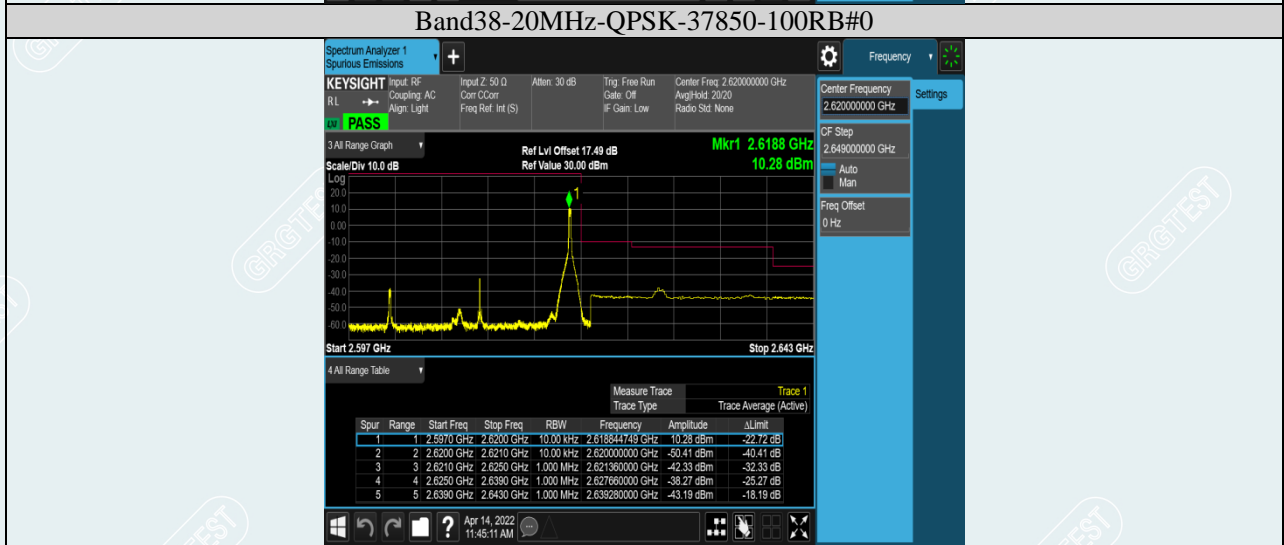 Band38-20MHz-QPSK-37850-100RB#0
Spectrum Analyzer 1
Spurious Emissions
+
Frequency
KEYSIGHT Input: RF Input Z: 50 Ω Atten: 30 dB Trig: Free Run Center Freq: 2.620000000 GHz
RL Coupling: AC Corr CCorr Gate: Off Avg|Hold: 20/20
Align: Light Freq Ref: Int (S) IF Gain: Low Radio Std: None
PASS
Center Frequency
2.620000000 GHz
Settings
CF Step
2.649000000 GHz
Auto
Man
Freq Offset
0 Hz
3 All Range Graph
Ref Lvl Offset 17.49 dB
Mkr1 2.6188 GHz
Scale/Div 10.0 dB
Ref Value 30.00 dBm
10.28 dBm
Log
1
20.0
10.0
0.00
-10.0
-20.0
-30.0
-40.0
-50.0
-60.0
Start 2.597 GHz
Stop 2.643 GHz
4 All Range Table
Measure Trace Trace 1
Trace Type Trace Average (Active)
Spur Range Start Freq Stop Freq RBW Frequency Amplitude ΔLimit
1 1 2.5970 GHz 2.6200 GHz 10.00 kHz 2.618844749 GHz 10.28 dBm -22.72 dB
2 2 2.6200 GHz 2.6210 GHz 10.00 kHz 2.620000000 GHz -50.41 dBm -40.41 dB
3 3 2.6210 GHz 2.6250 GHz 1.000 MHz 2.621360000 GHz -42.33 dBm -32.33 dB
4 4 2.6250 GHz 2.6390 GHz 1.000 MHz 2.627660000 GHz -38.27 dBm -25.27 dB
5 5 2.6390 GHz 2.6430 GHz 1.000 MHz 2.639280000 GHz -43.19 dBm -18.19 dB
?
Apr 14, 2022
11:45:11 AM
GRGTEST
GRGTEST
GRGTEST